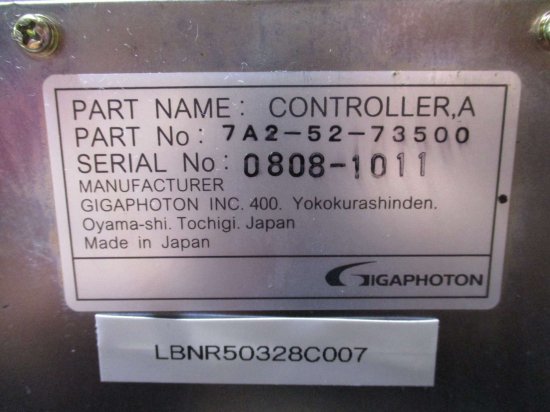 PART NAME: CONTROLLER,A
PART No: 7A2-52-73500
SERIAL No: 0808-1011
MANUFACTURER
GIGAPHOTON INC. 400. Yokokurashinden.
Oyama-shi. Tochigi. Japan
Made in Japan
GIGAPHOTON
LBNR50328C007